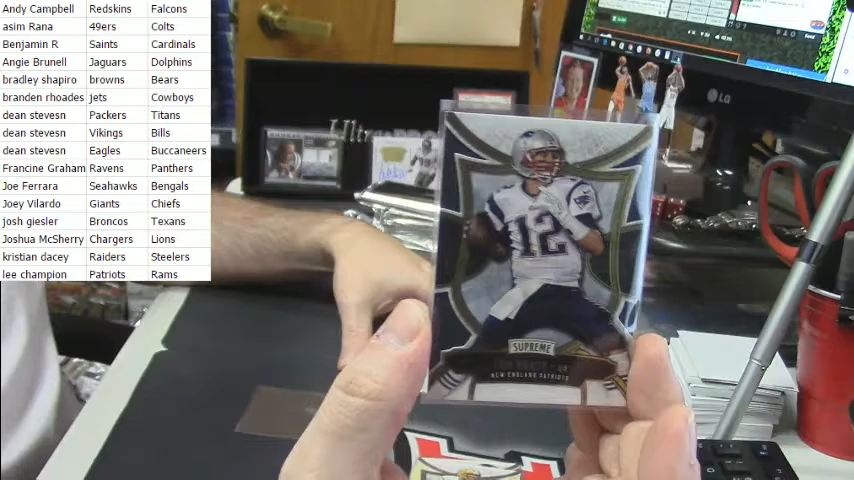 Andy Campbell Redskins Falcons
asim Rana 49ers Colts
Benjamin R Saints Cardinals
Angie Brunell Jaguars Dolphins
bradley shapiro browns Bears
branden rhoades jets Cowboys
dean stevesn Packers Titans
dean stevesn Vikings Bills
dean stevesn Eagles Buccaneers
Francine Graham Ravens Panthers
Joe Ferrara Seahawks Bengals
Joey Vilardo Giants Chiefs
josh giesler Broncos Texans
Joshua McSherry Chargers Lions
kristian dacey Raiders Steelers
lee champion Patriots Rams
LG
12
SUPREME
NEW ENGLAND PATRIOTS